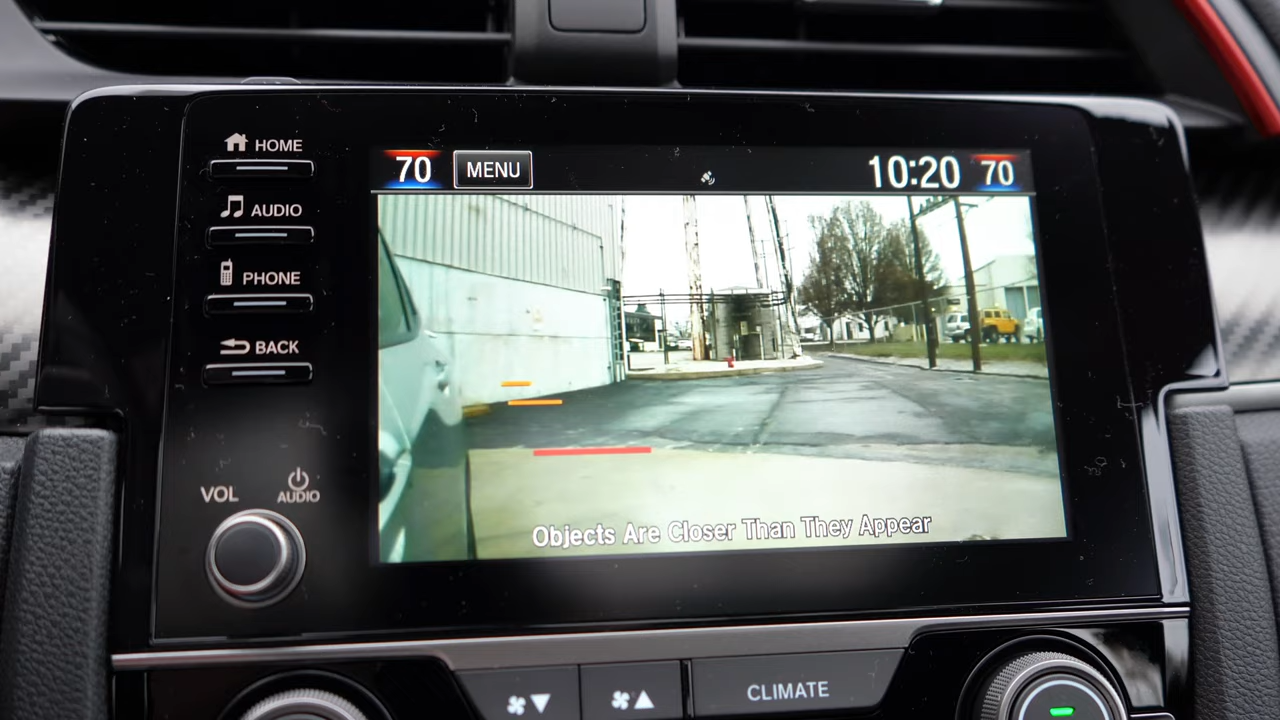 HOME
70 MENU 10:20 70
AUDIO
PHONE
BACK
VOL AUDIO
Objects Are Closer Than They Appear
CLIMATE